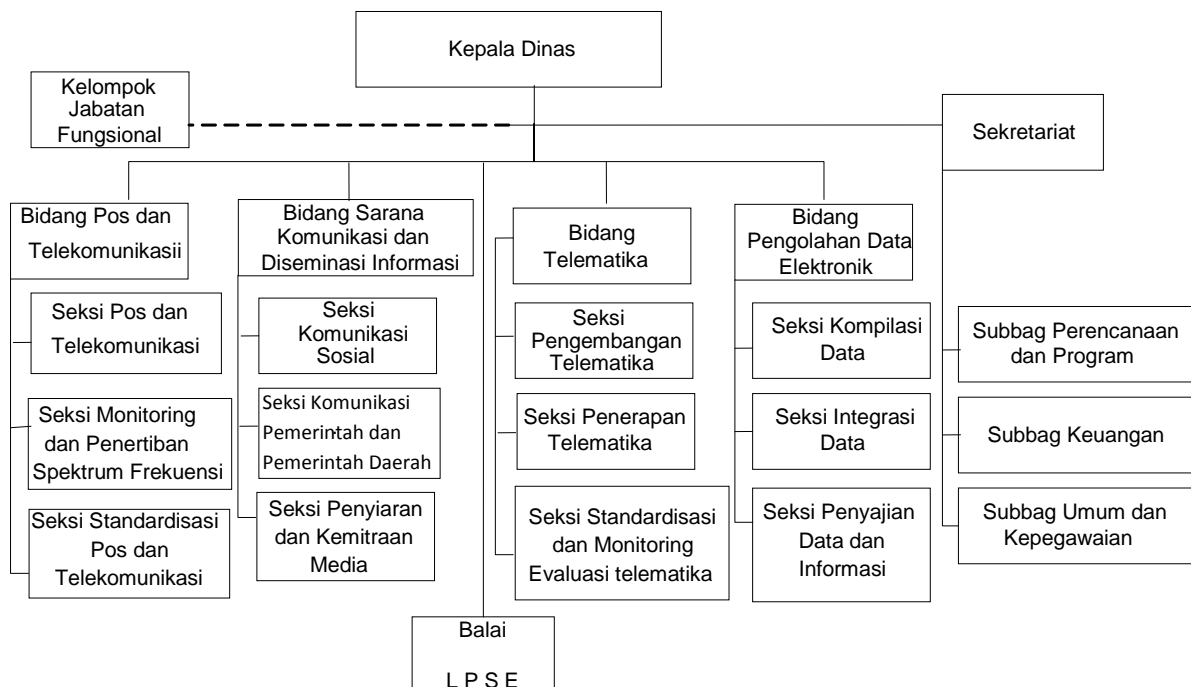 Kepala Dinas
Kelompok
Jabatan
Fungsional
Sekretariat
Bidang Pos dan
Telekomunikasii
Bidang Sarana
Komunikasi dan
Diseminasi Informasi
Bidang
Telematika
Bidang
Pengolahan Data
Elektronik
Seksi Pos dan
Telekomunikasi
Seksi Monitoring
dan Penertiban
Spektrum Frekuensi
Seksi Standardisasi
Pos dan
Telekomunikasi
Seksi
Komunikasi
Sosial
Seksi Komunikasi
Pemerintah dan
Pemerintah Daerah
Seksi Penyiaran
dan Kemitraan
Media
Seksi
Pengembangan
Telematika
Seksi Penerapan
Telematika
Seksi Standardisasi
dan Monitoring
Evaluasi telematika
Seksi Kompilasi
Data
Seksi Integrasi
Data
Seksi Penyajian
Data dan
Informasi
Subbag Perencanaan
dan Program
Subbag Keuangan
Subbag Umum dan
Kepegawaian
Balai
L P S E